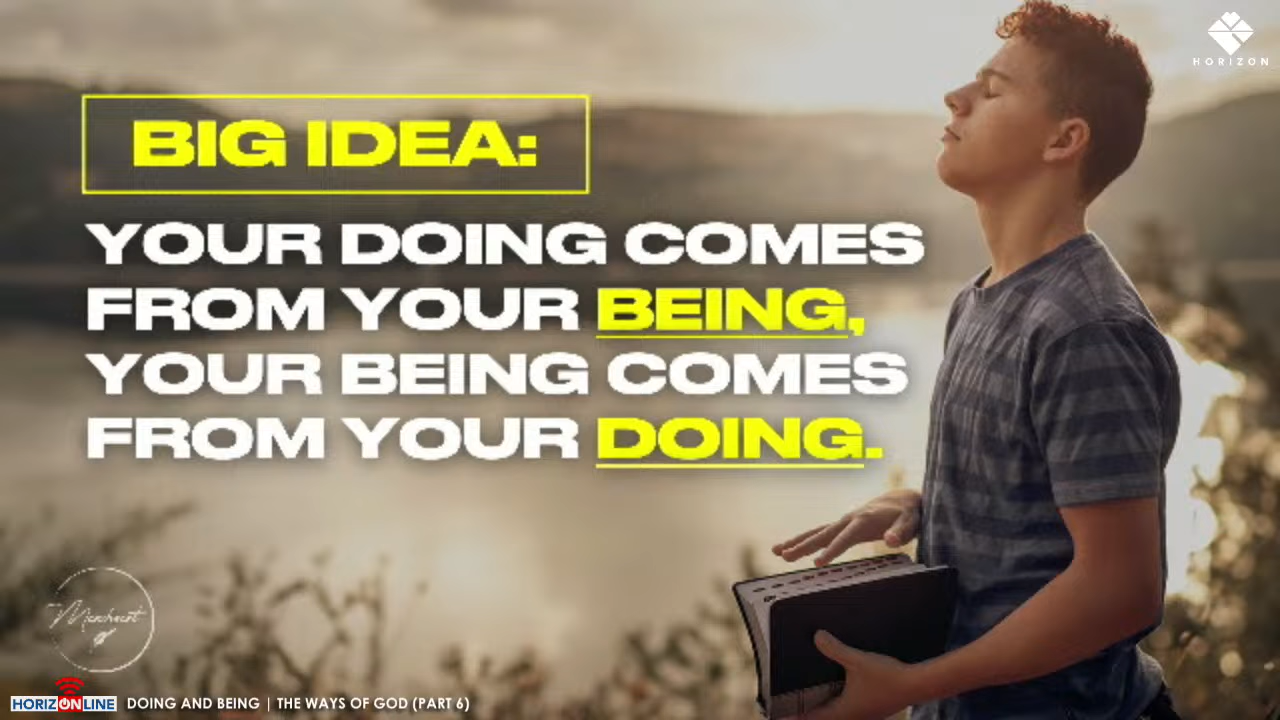 HORIZON
BIG IDEA:
YOUR DOING COMES
FROM YOUR BEING,
YOUR BEING COMES
FROM YOUR DOING.
Merchant
HORIZONLINE DOING AND BEING | THE WAYS OF GOD (PART 6)